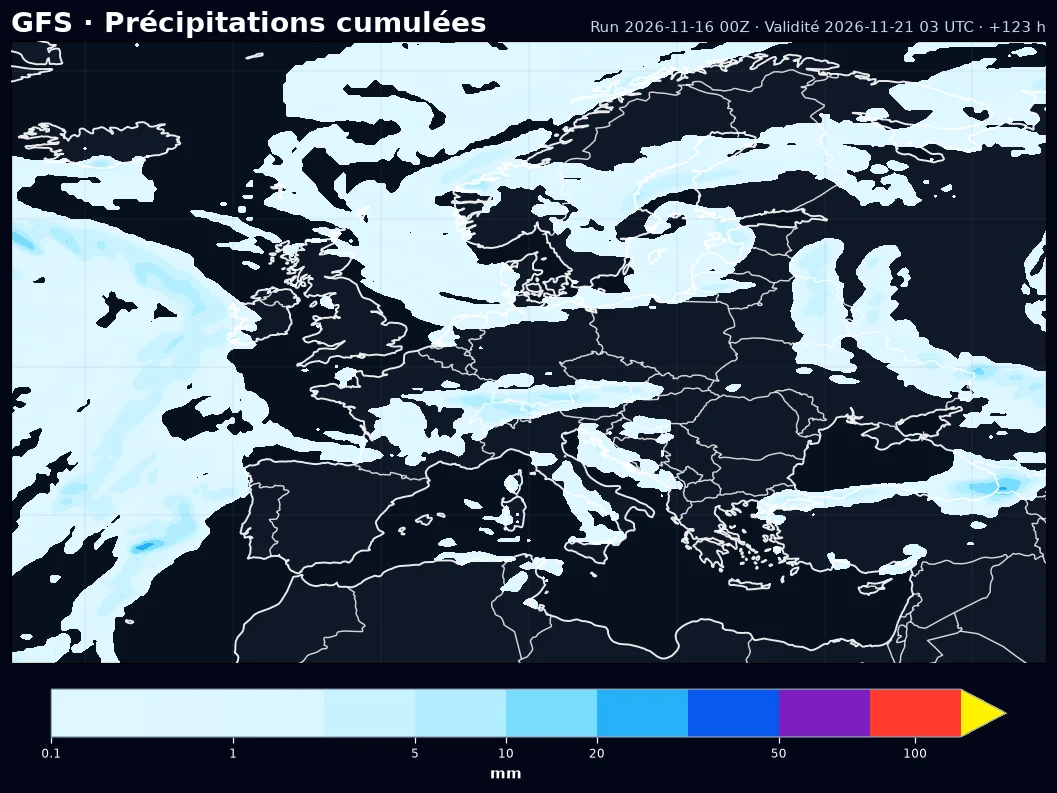 GFS · Précipitations cumulées
Run 2026-11-16 00Z · Validité 2026-11-21 03 UTC · +123 h
0.1 1 5 10 20 50 100
mm